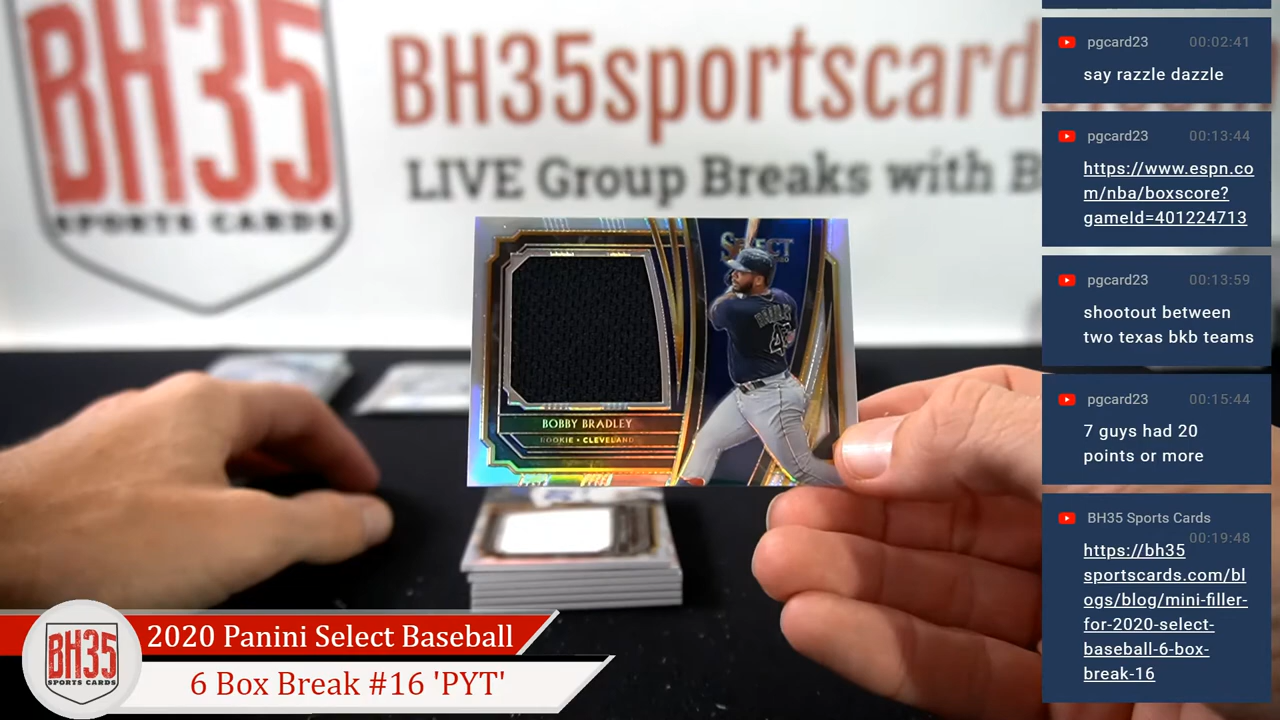 BH35
SPORTS CARDS
BH35sportscards
LIVE Group Breaks with B
SELECT
BRADLEY
BOBBY BRADLEY
ROOKIE • CLEVELAND
BH35
SPORTS CARDS
2020 Panini Select Baseball
6 Box Break #16 'PYT'
pgcard23 00:02:41
say razzle dazzle
pgcard23 00:13:44
https://www.espn.co
m/nba/boxscore?
gameId=401224713
pgcard23 00:13:59
shootout between
two texas bkb teams
pgcard23 00:15:44
7 guys had 20
points or more
BH35 Sports Cards
00:19:48
https://bh35
sportscards.com/bl
ogs/blog/mini-filler-
for-2020-select-
baseball-6-box-
break-16